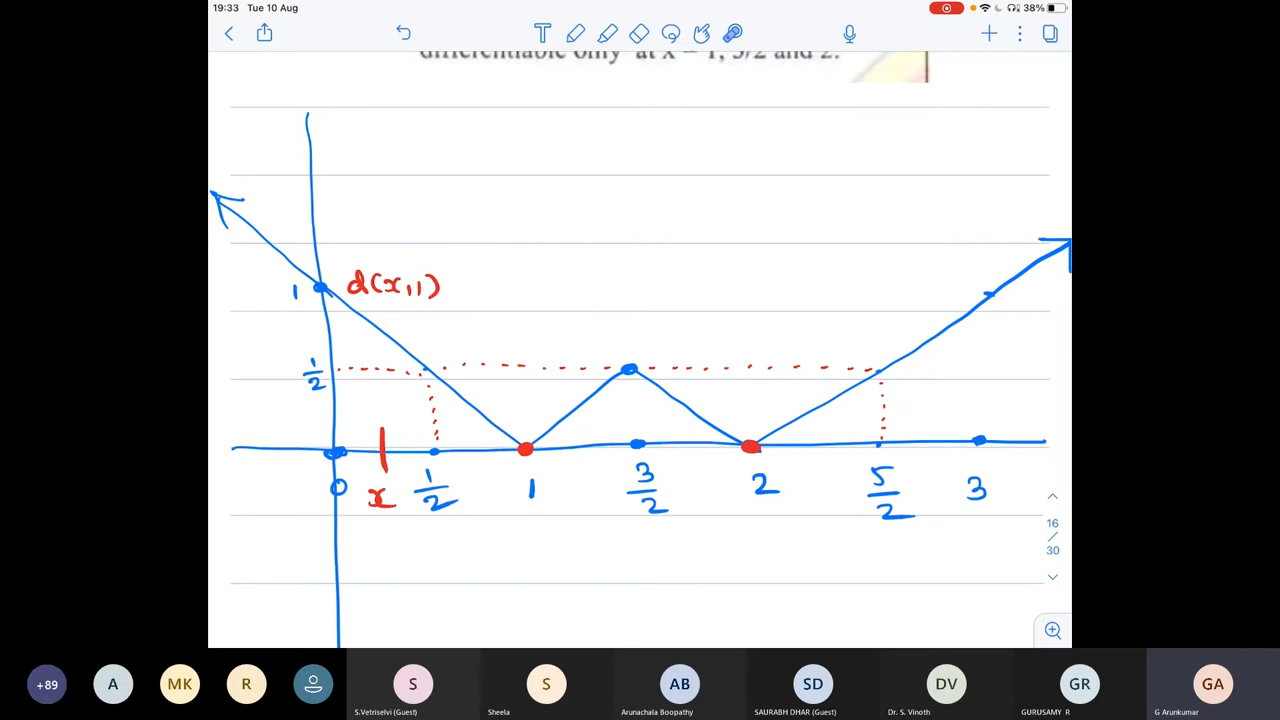 19:33 Tue 10 Aug
38%
T
differentiable only at x = 1, 3/2 and 2.
1
d(x,1)
1/2
0
x
1/2
1
3/2
2
5/2
3
16
/
30
+89
A
MK
R
S
S
AB
SD
DV
GR
GA
S.Vetriselvi (Guest)
Sheela
Arunachala Boopathy
SAURABH DHAR (Guest)
Dr. S. Vinoth
GURUSAMY R
G Arunkumar